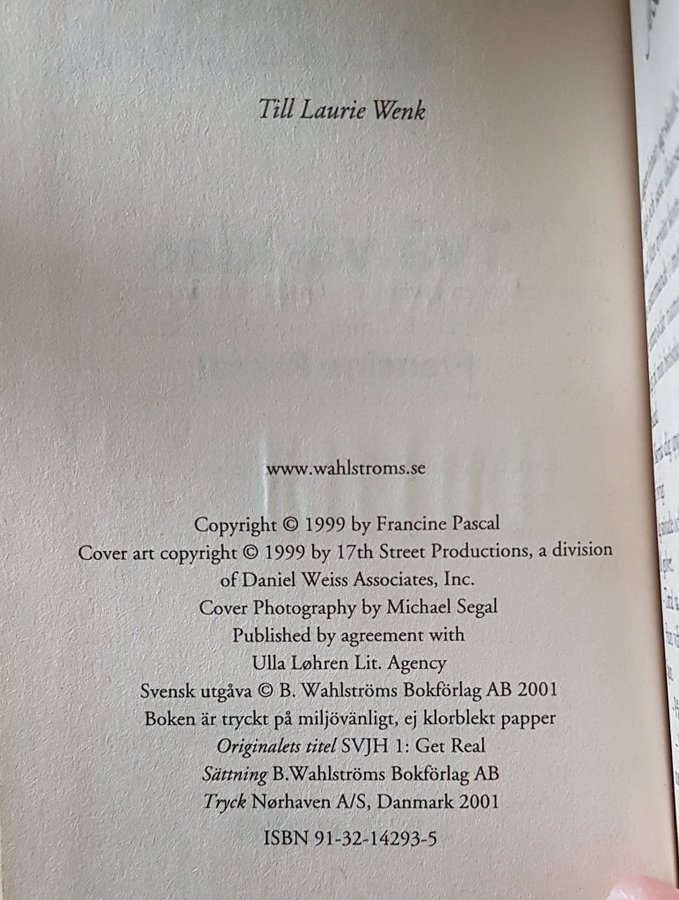 Till Laurie Wenk
www.wahlstroms.se
Copyright © 1999 by Francine Pascal
Cover art copyright © 1999 by 17th Street Productions, a division
of Daniel Weiss Associates, Inc.
Cover Photography by Michael Segal
Published by agreement with
Ulla Løhren Lit. Agency
Svensk utgåva © B. Wahlströms Bokförlag AB 2001
Boken är tryckt på miljövänligt, ej klorblekt papper
Originalets titel SVJH 1: Get Real
Sättning B.Wahlströms Bokförlag AB
Tryck Nørhaven A/S, Danmark 2001
ISBN 91-32-14293-5